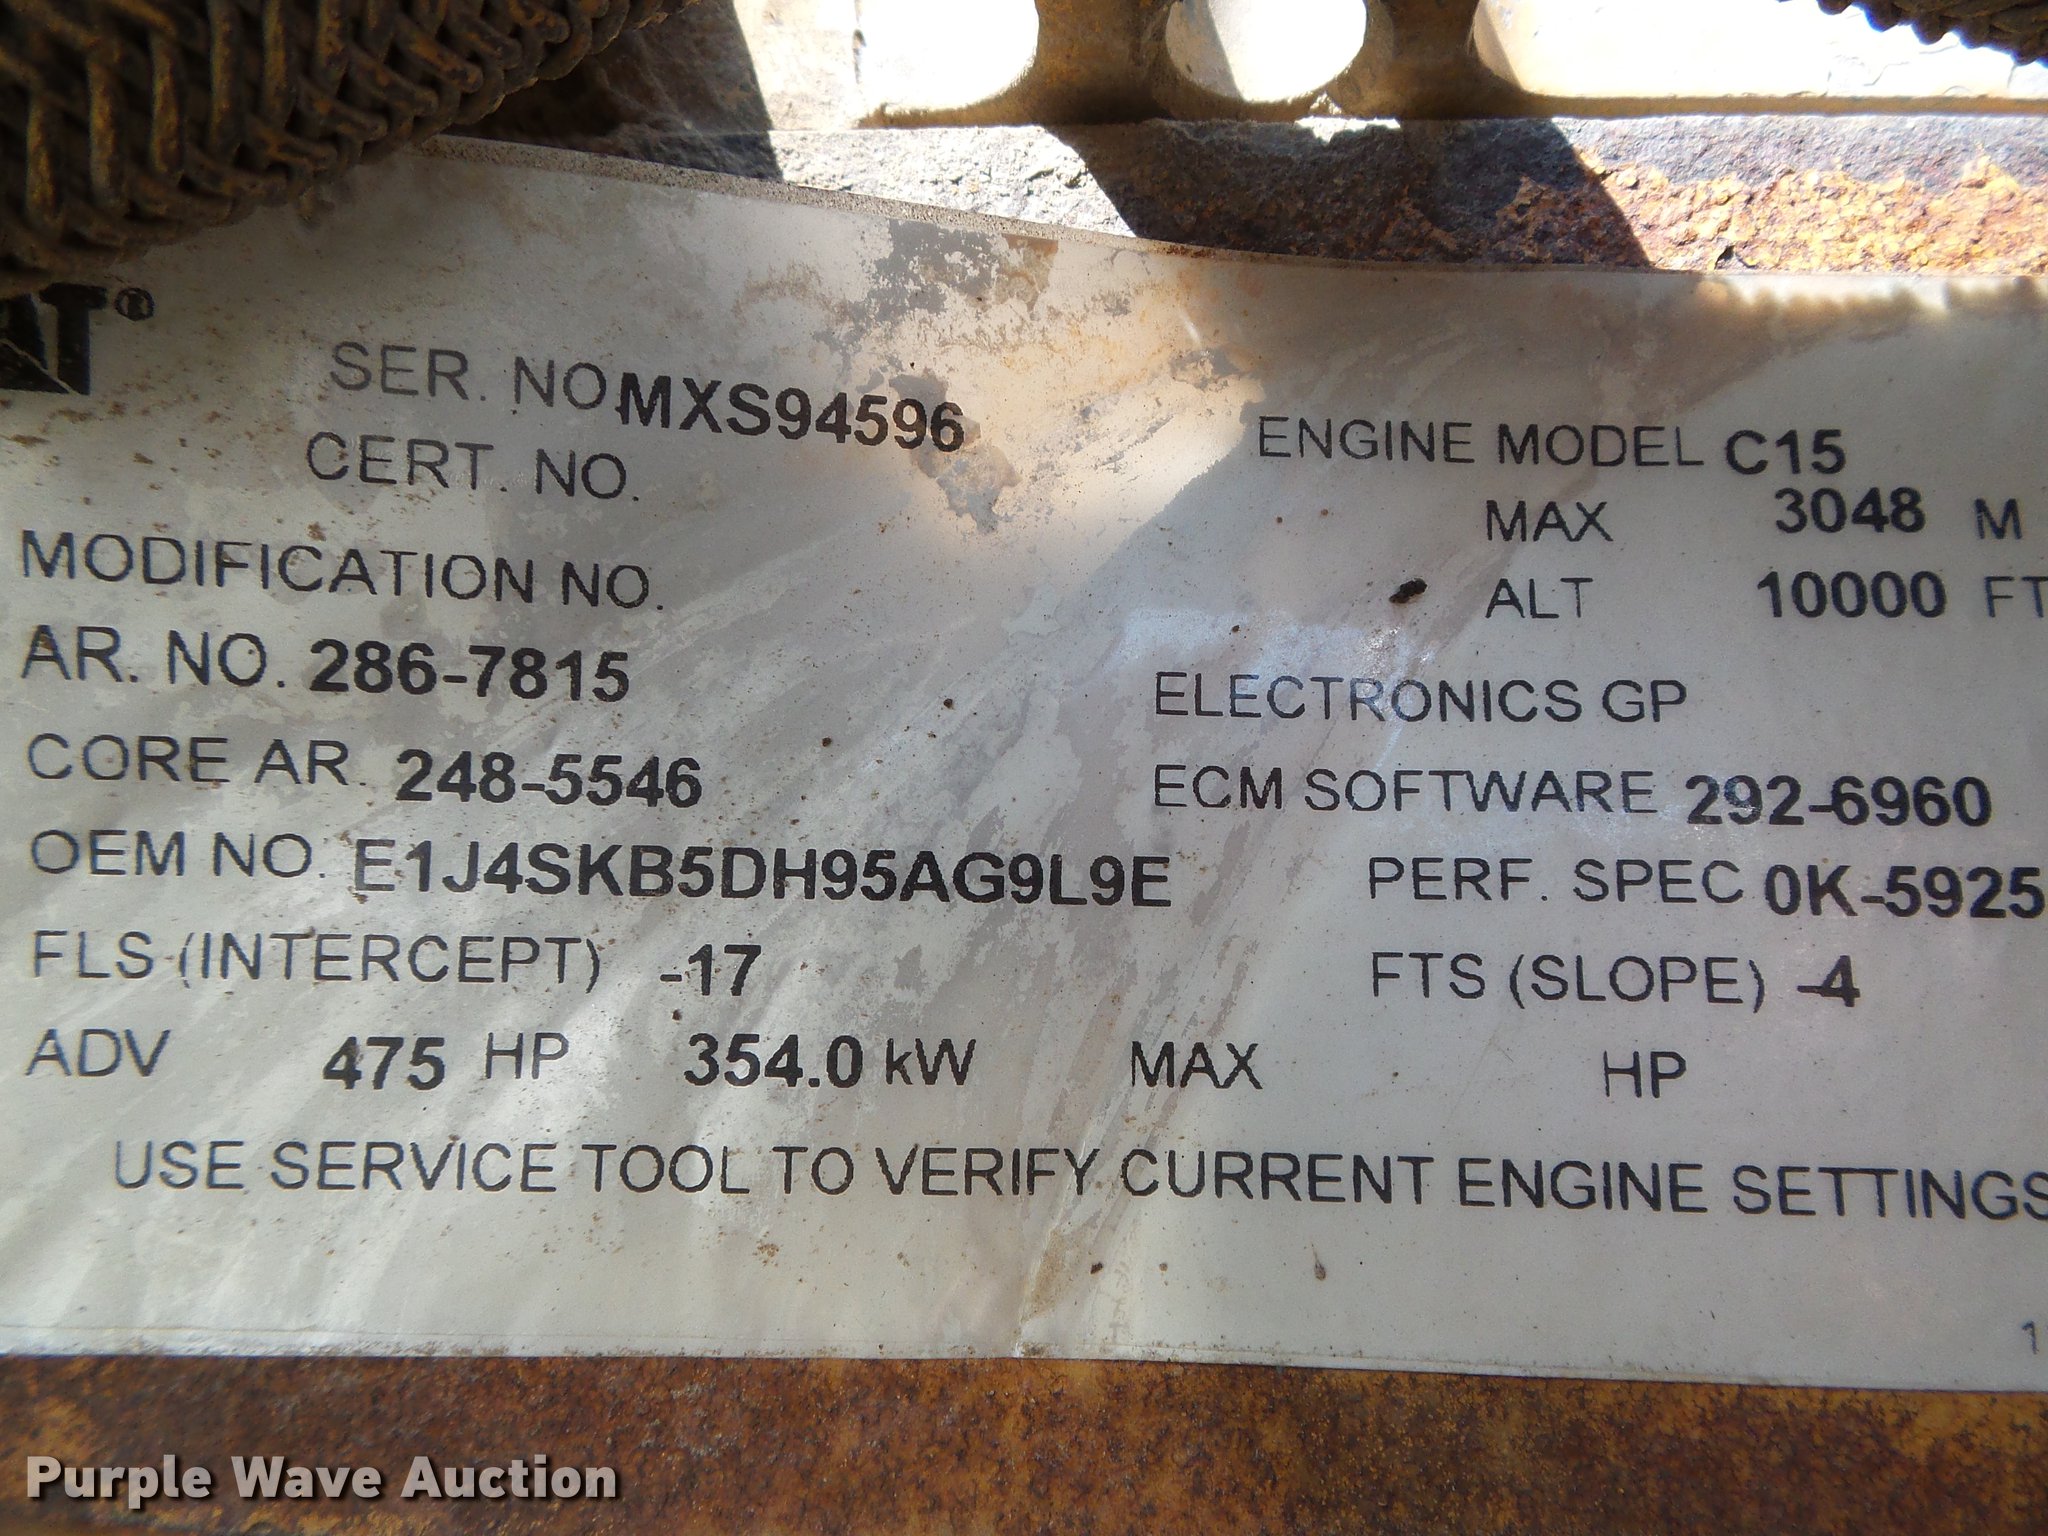 AT®
SER. NO MXS94596
CERT. NO.
MODIFICATION NO.
AR. NO. 286-7815
CORE AR. 248-5546
OEM NO. E1J4SKB5DH95AG9L9E
FLS (INTERCEPT) -17
ADV 475 HP 354.0 kW MAX HP
ENGINE MODEL C15
MAX 3048 M
ALT 10000 FT
ELECTRONICS GP
ECM SOFTWARE 292-6960
PERF. SPEC 0K-5925
FTS (SLOPE) -4
USE SERVICE TOOL TO VERIFY CURRENT ENGINE SETTINGS
1
Purple Wave Auction